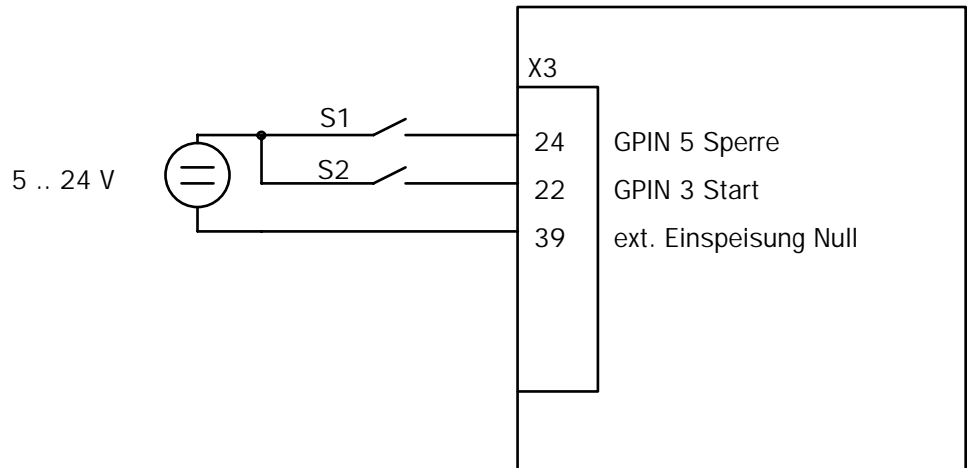 X3
S1
24 GPIN 5 Sperre
5 .. 24 V
S2
22 GPIN 3 Start
39 ext. Einspeisung Null